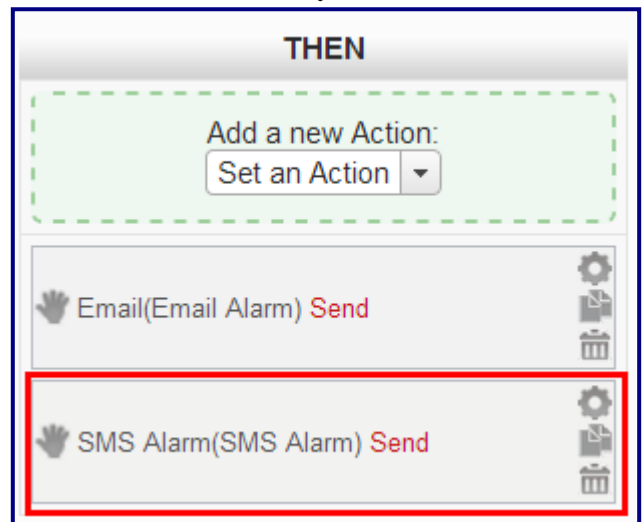 THEN
Add a new Action:
Set an Action
Email(Email Alarm) Send
SMS Alarm(SMS Alarm) Send